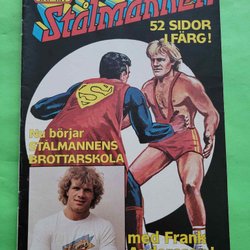 Stålmannen
52 SIDOR
I FÄRG!
Nu börjar
STÅLMANNENS
BROTTARSKOLA
med Frank